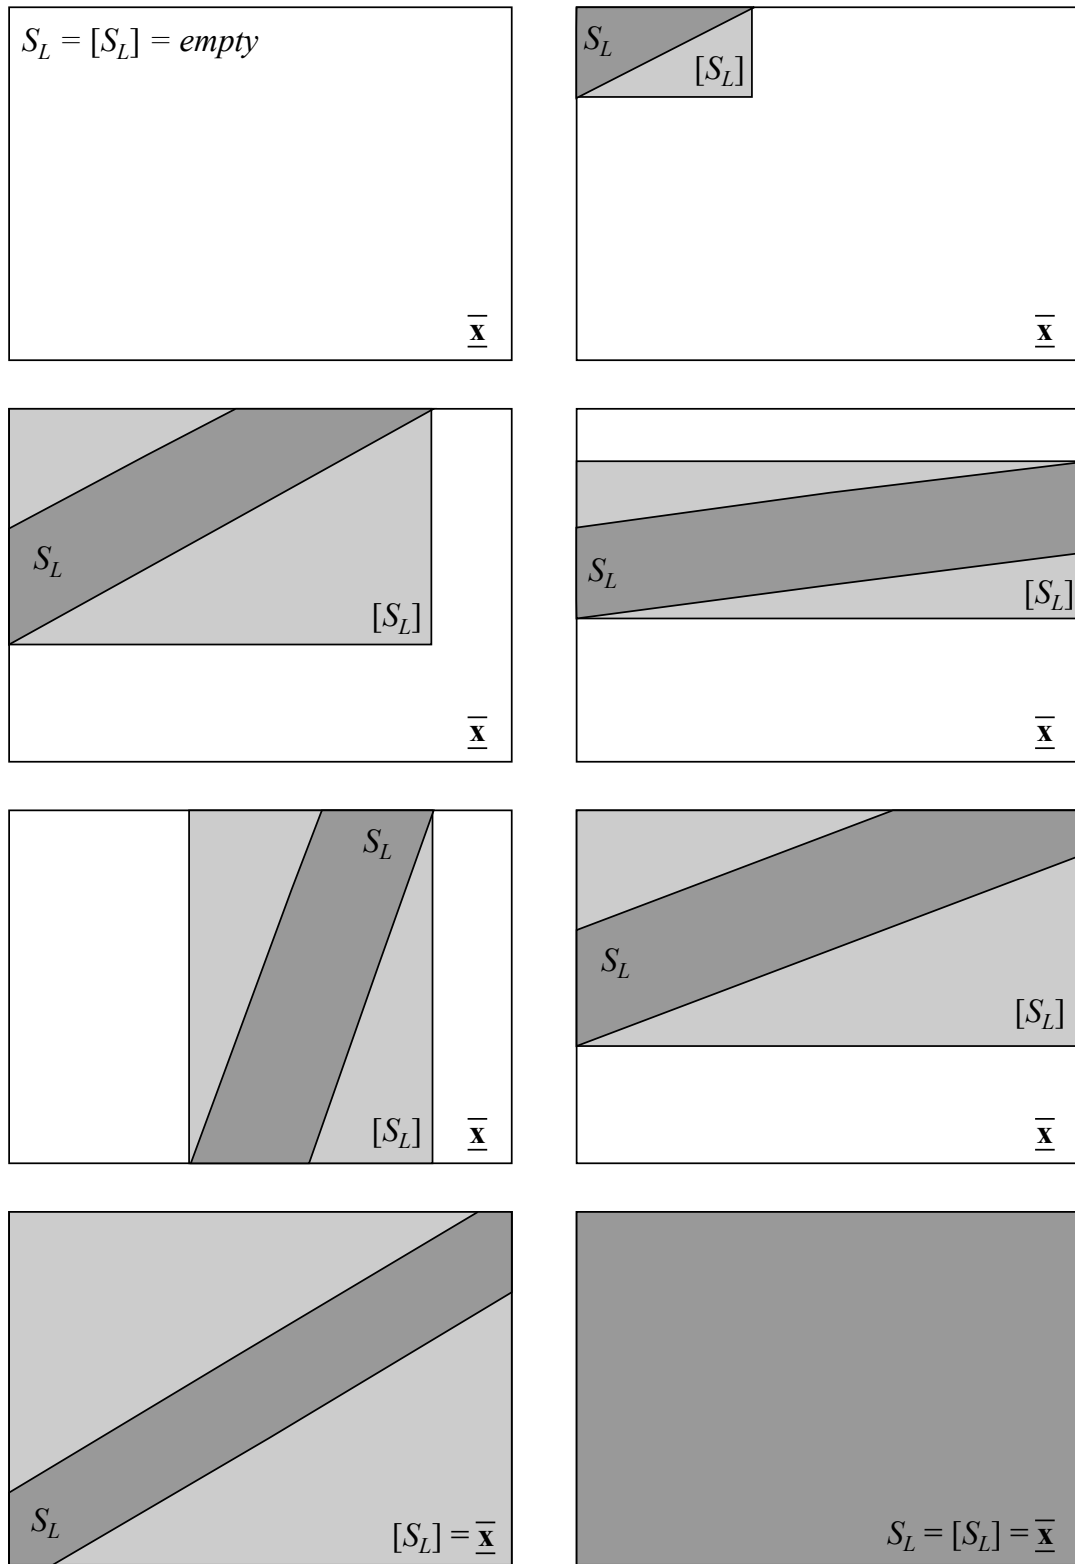 S_L = [S_L] = empty
x̲̅
S_L
[S_L]
x̲̅
S_L
[S_L]
x̲̅
S_L
[S_L]
x̲̅
S_L
[S_L]
x̲̅
S_L
[S_L]
x̲̅
S_L
[S_L] = x̲̅
S_L = [S_L] = x̲̅